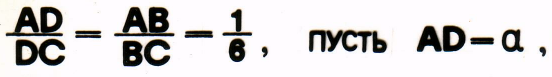 AD/DC = AB/BC = 1/6, пусть AD = a,